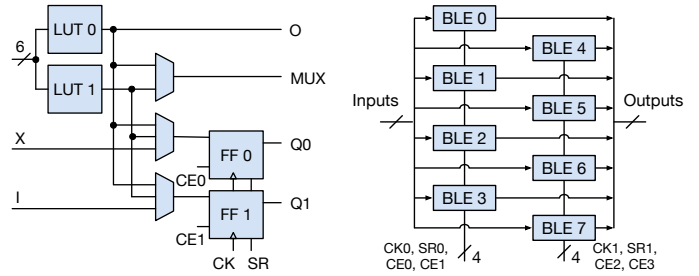 LUT 0
O
6
LUT 1
MUX
X
Q0
FF 0
CE0
I
Q1
FF 1
CE1
CK SR
BLE 0
BLE 4
BLE 1
Inputs
BLE 5
Outputs
BLE 2
BLE 6
BLE 3
BLE 7
CK0, SR0,
CE0, CE1
4
4
CK1, SR1,
CE2, CE3